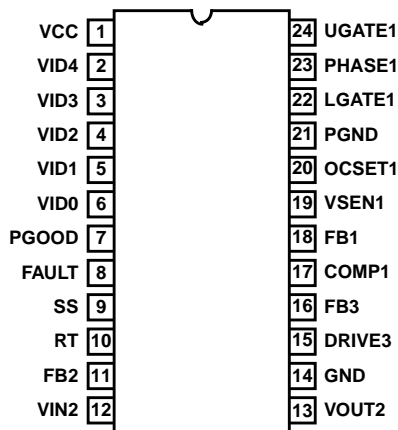 VCC 1 24 UGATE1
VID4 2 23 PHASE1
VID3 3 22 LGATE1
VID2 4 21 PGND
VID1 5 20 OCSET1
VID0 6 19 VSEN1
PGOOD 7 18 FB1
FAULT 8 17 COMP1
SS 9 16 FB3
RT 10 15 DRIVE3
FB2 11 14 GND
VIN2 12 13 VOUT2